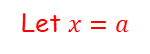 Let x = a